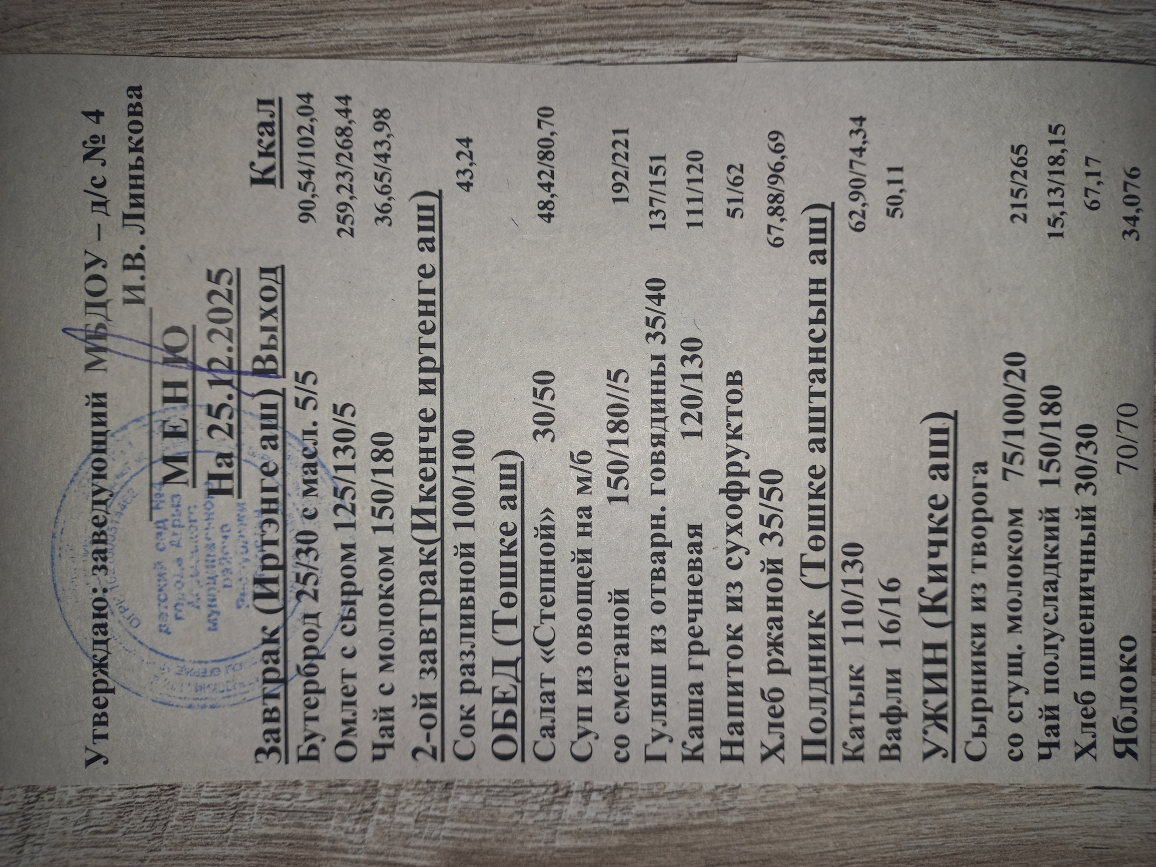 Утверждаю: заведующий МБДОУ – д/с № 4
И.В. Линькова
М Е Н Ю
На 25.12.2025
детский сад №4
города Агрыз
муниципального
района
Завтрак (Иртэнге аш) Выход Ккал
Бутерброд 25/30 с масл. 5/5 90,54/102,04
Омлет с сыром 125/130/5 259,23/268,44
Чай с молоком 150/180 36,65/43,98
2-ой завтрак(Икенче иртенге аш)
Сок разливной 100/100 43,24
ОБЕД (Төшке аш)
Салат «Степной» 30/50 48,42/80,70
Суп из овощей на м/б
со сметаной 150/180//5 192/221
Гуляш из отварн. говядины 35/40 137/151
Каша гречневая 120/130 111/120
Напиток из сухофруктов 51/62
Хлеб ржаной 35/50 67,88/96,69
Полдник (Төшке аштансын аш)
Катык 110/130 62,90/74,34
Вафли 16/16 50,11
УЖИН (Кичке аш)
Сырники из творога
со сгущ. молоком 75/100/20 215/265
Чай полусладкий 150/180 15,13/18,15
Хлеб пшеничный 30/30 67,17
Яблоко 70/70 34,076